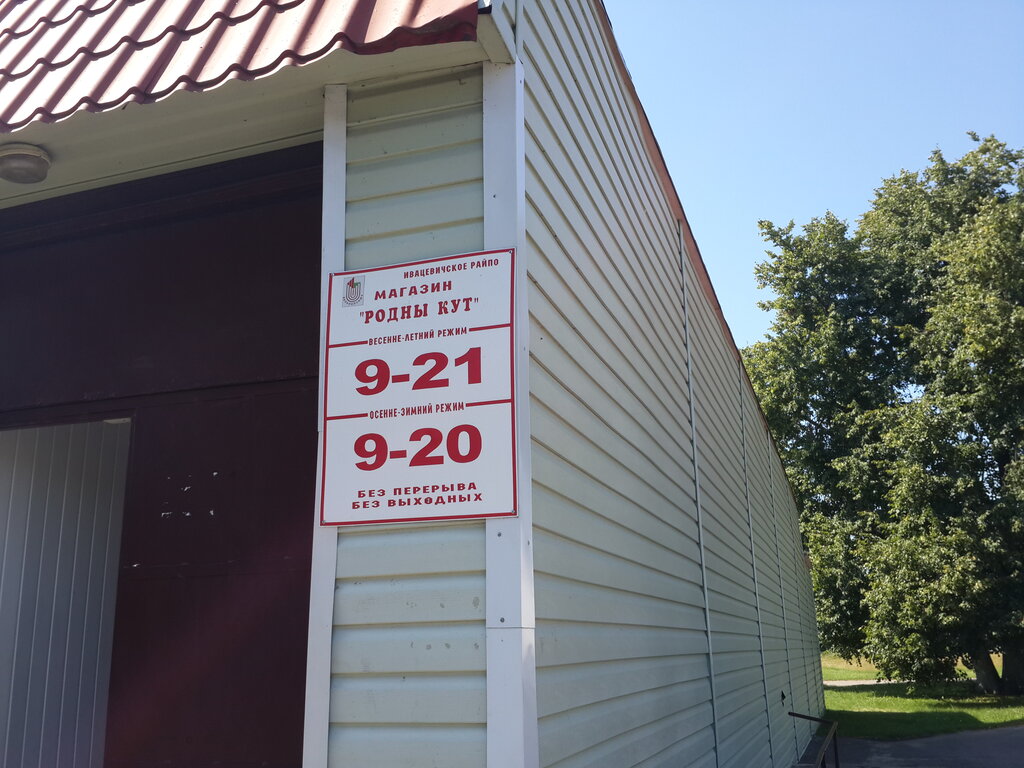 ИВАЦЕВИЧСКОЕ РАЙПО
МАГАЗИН
"РОДНЫ КУТ"
ВЕСЕННЕ-ЛЕТНИЙ РЕЖИМ
9-21
ОСЕННЕ-ЗИМНИЙ РЕЖИМ
9-20
БЕЗ ПЕРЕРЫВА
БЕЗ ВЫХОДНЫХ